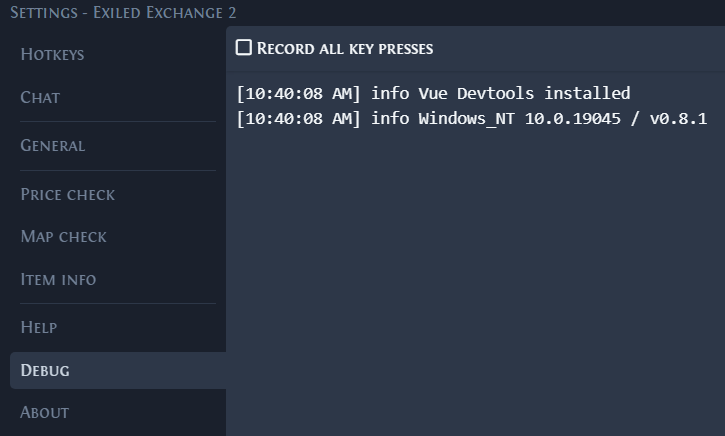 Settings - Exiled Exchange 2
Hotkeys
Chat
General
Price check
Map check
Item info
Help
Debug
About
Record all key presses
[10:40:08 AM] info Vue Devtools installed
[10:40:08 AM] info Windows_NT 10.0.19045 / v0.8.1